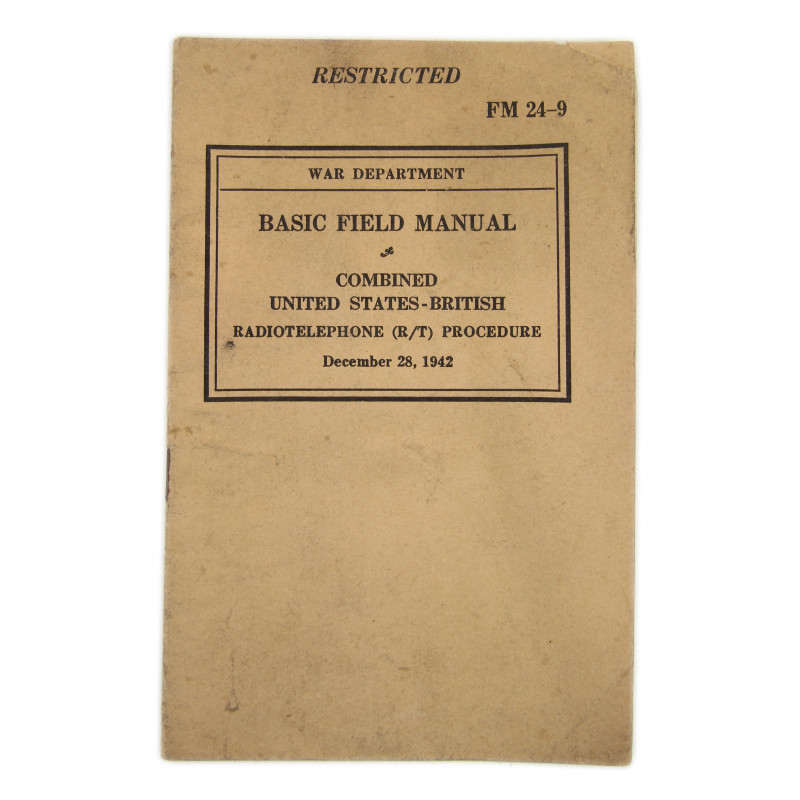 RESTRICTED
FM 24-9
WAR DEPARTMENT
BASIC FIELD MANUAL
COMBINED
UNITED STATES-BRITISH
RADIOTELEPHONE (R/T) PROCEDURE
December 28, 1942